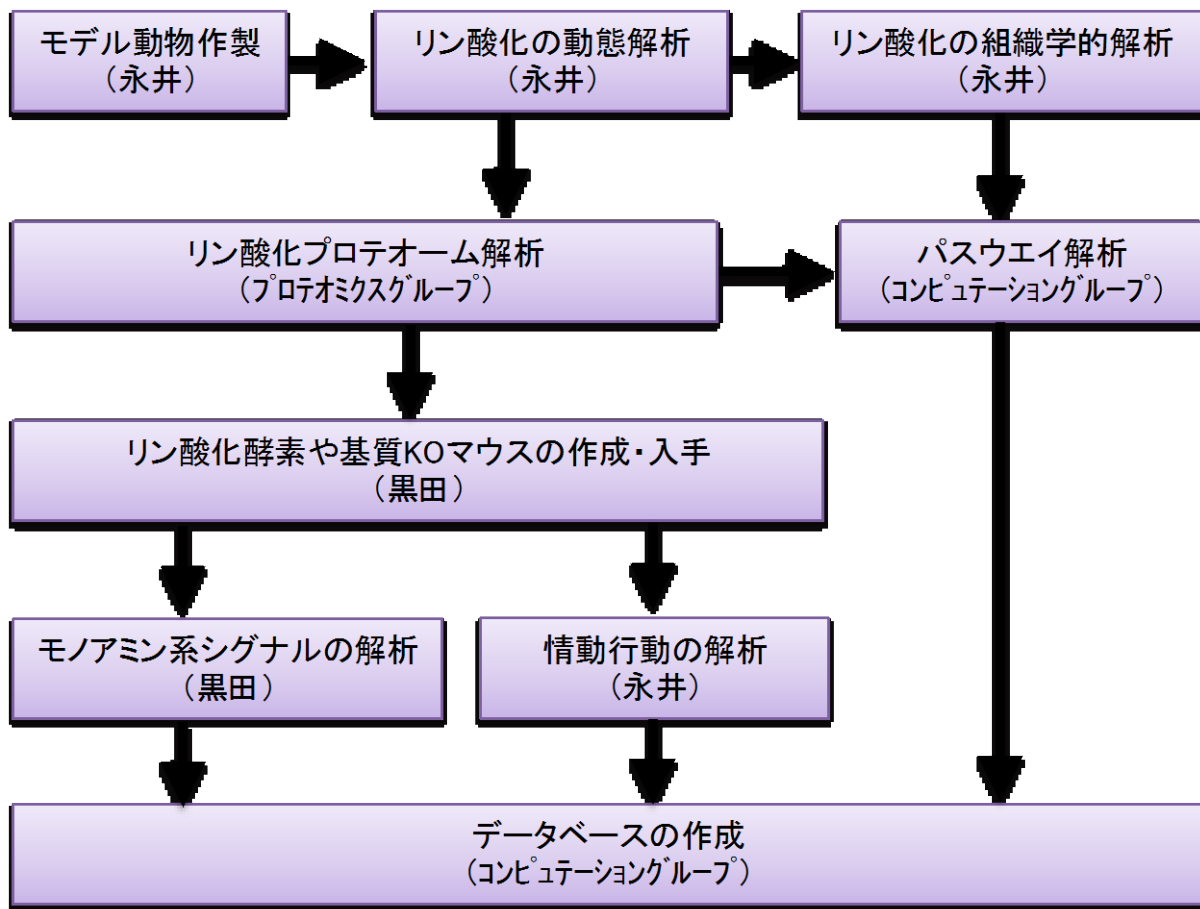 モデル動物作製
（永井）
リン酸化の動態解析
（永井）
リン酸化の組織学的解析
（永井）
リン酸化プロテオーム解析
（ﾌﾟﾛﾃｵﾐｸｽｸﾞﾙｰﾌﾟ）
パスウエイ解析
（ｺﾝﾋﾟｭﾃｰｼｮﾝｸﾞﾙｰﾌﾟ）
リン酸化酵素や基質KOマウスの作成・入手
（黒田）
モノアミン系シグナルの解析
（黒田）
情動行動の解析
（永井）
データベースの作成
（ｺﾝﾋﾟｭﾃｰｼｮﾝｸﾞﾙｰﾌﾟ）